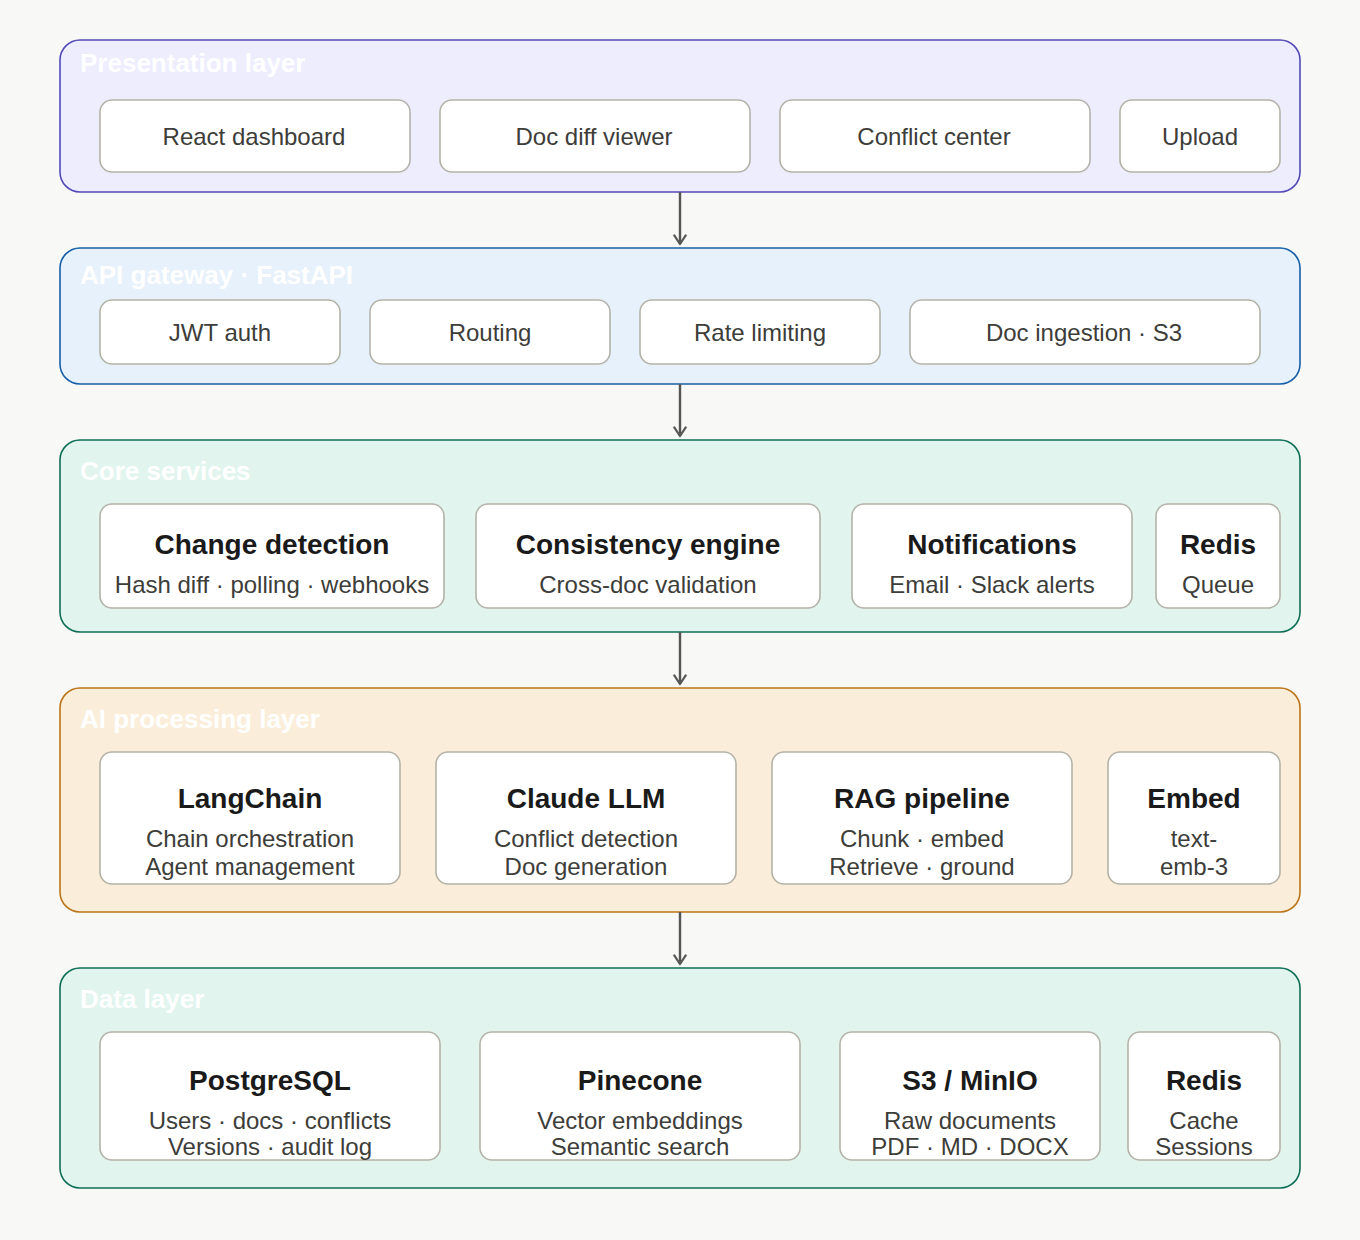 Presentation layer
React dashboard
Doc diff viewer
Conflict center
Upload
API gateway · FastAPI
JWT auth
Routing
Rate limiting
Doc ingestion · S3
Core services
Change detection
Hash diff · polling · webhooks
Consistency engine
Cross-doc validation
Notifications
Email · Slack alerts
Redis
Queue
AI processing layer
LangChain
Chain orchestration
Agent management
Claude LLM
Conflict detection
Doc generation
RAG pipeline
Chunk · embed
Retrieve · ground
Embed
text-
emb-3
Data layer
PostgreSQL
Users · docs · conflicts
Versions · audit log
Pinecone
Vector embeddings
Semantic search
S3 / MinIO
Raw documents
PDF · MD · DOCX
Redis
Cache
Sessions